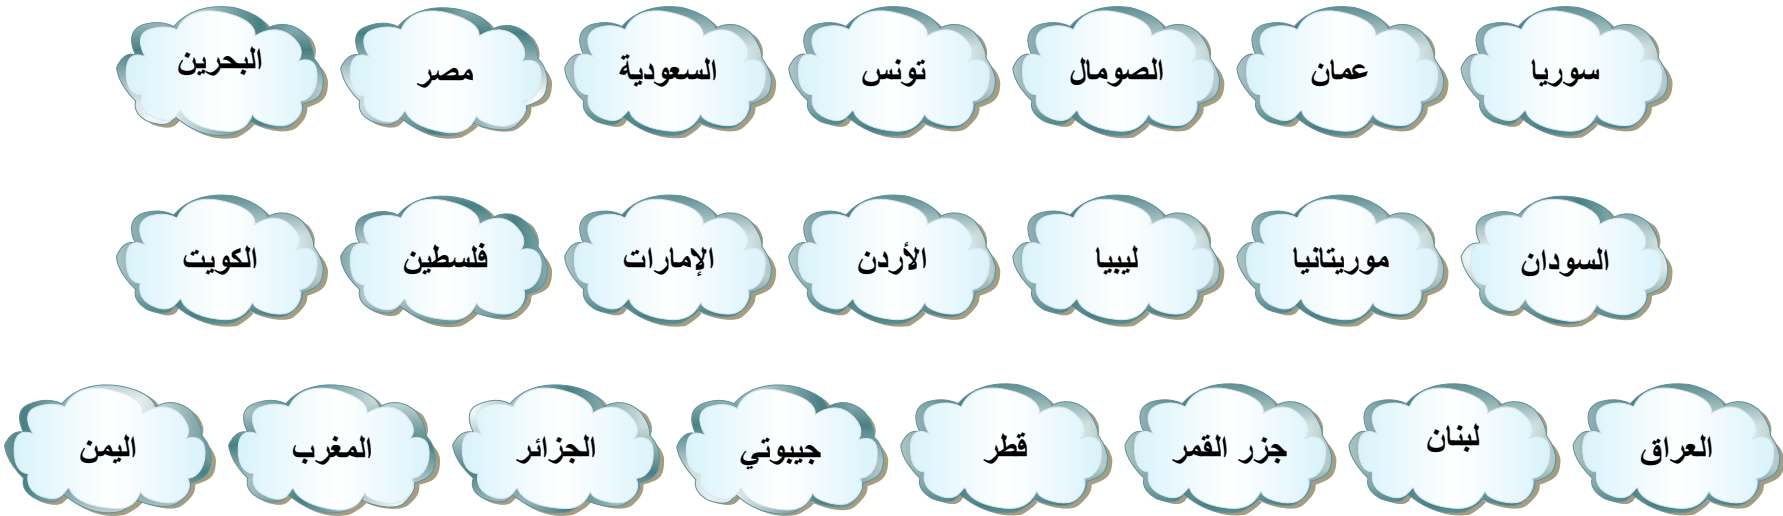 سوريا
عمان
الصومال
تونس
السعودية
مصر
البحرين
السودان
موريتانيا
ليبيا
الأردن
الإمارات
فلسطين
الكويت
العراق
لبنان
جزر القمر
قطر
جيبوتي
الجزائر
المغرب
اليمن